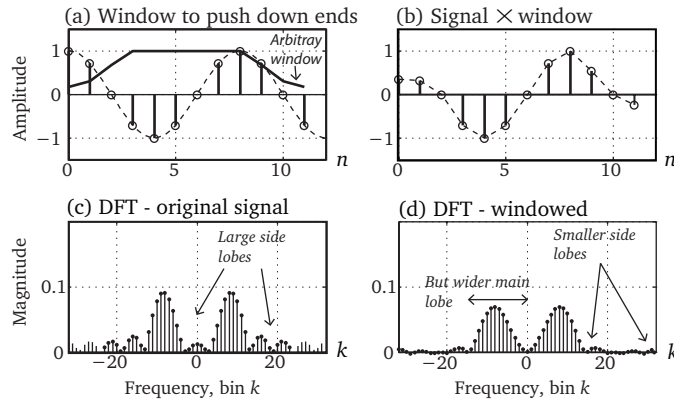 (a) Window to push down ends
(b) Signal × window
Arbitray
window
Amplitude
1
0
−1
0
5
10
n
1
0
−1
0
5
10
n
(c) DFT - original signal
(d) DFT - windowed
Large side
lobes
Smaller side
lobes
But wider main
lobe
Magnitude
0.1
0
−20
0
20
k
0.1
0
−20
0
20
k
Frequency, bin k
Frequency, bin k